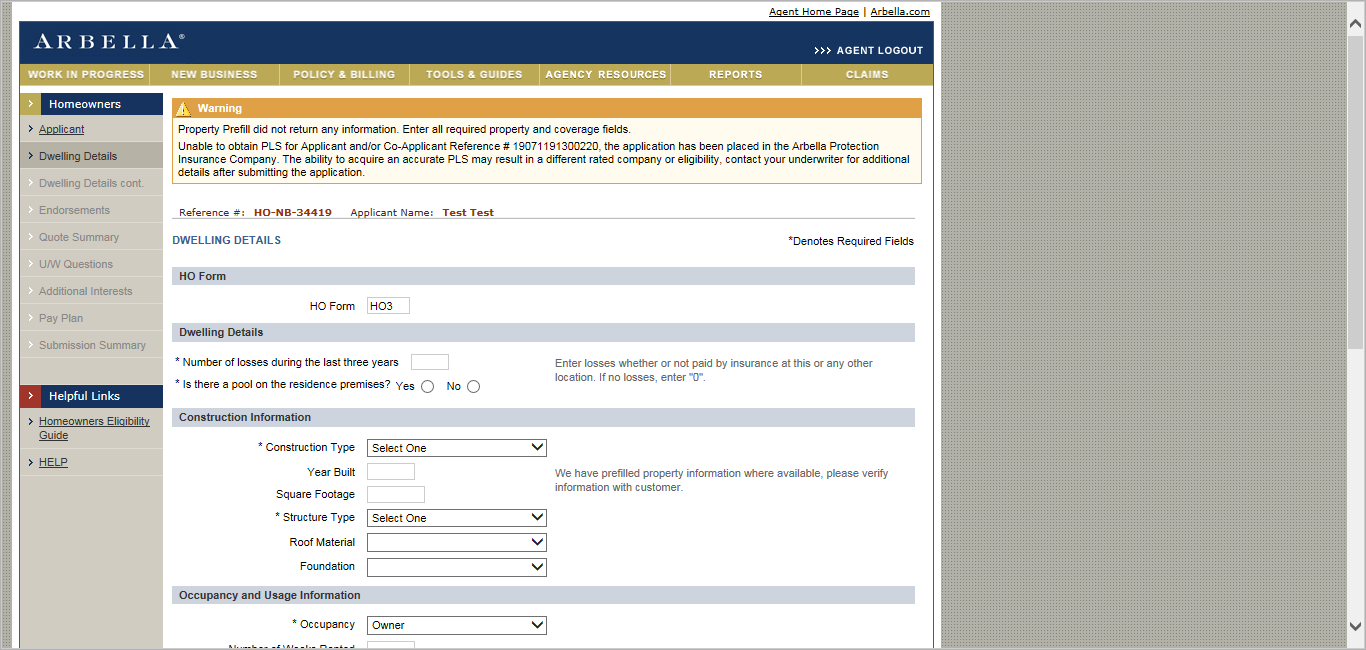 Agent Home Page | Arbella.com
ARBELLA®
>>> AGENT LOGOUT
WORK IN PROGRESS NEW BUSINESS POLICY & BILLING TOOLS & GUIDES AGENCY RESOURCES REPORTS CLAIMS
Homeowners
Applicant
Dwelling Details
Dwelling Details cont.
Endorsements
Quote Summary
U/W Questions
Additional Interests
Pay Plan
Submission Summary
Helpful Links
Homeowners Eligibility
Guide
HELP
Warning
Property Prefill did not return any information. Enter all required property and coverage fields.
Unable to obtain PLS for Applicant and/or Co-Applicant Reference # 19071191300220, the application has been placed in the Arbella Protection
Insurance Company. The ability to acquire an accurate PLS may result in a different rated company or eligibility, contact your underwriter for additional
details after submitting the application.
Reference #: HO-NB-34419 Applicant Name: Test Test
DWELLING DETAILS
*Denotes Required Fields
HO Form
HO Form HO3
Dwelling Details
* Number of losses during the last three years
Enter losses whether or not paid by insurance at this or any other
location. If no losses, enter "0".
* Is there a pool on the residence premises? Yes No
Construction Information
* Construction Type Select One
Year Built
We have prefilled property information where available, please verify
information with customer.
Square Footage
* Structure Type Select One
Roof Material
Foundation
Occupancy and Usage Information
* Occupancy Owner
Number of Weeks Rented